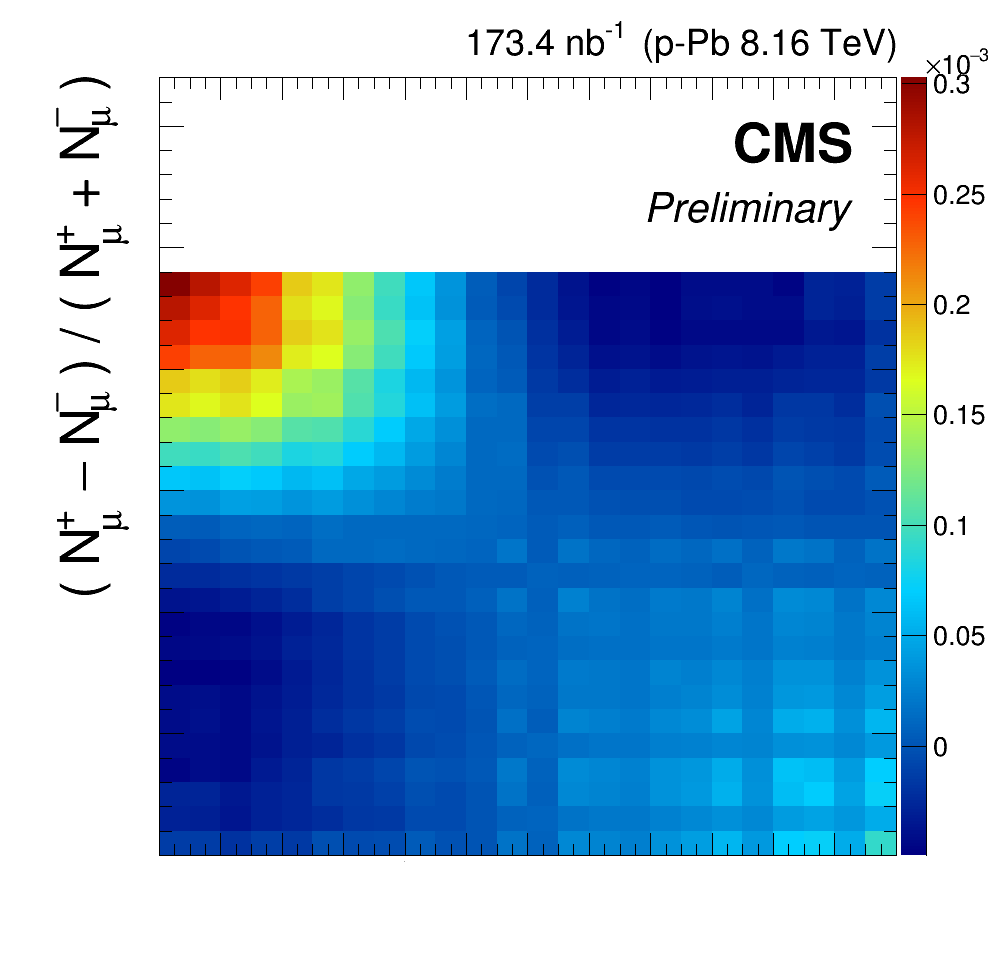 173.4 nb-1 (p-Pb 8.16 TeV)
×10−3
CMS
Preliminary
( N+μ − N−μ ) / ( N+μ + N−μ )
0.3
0.25
0.2
0.15
0.1
0.05
0